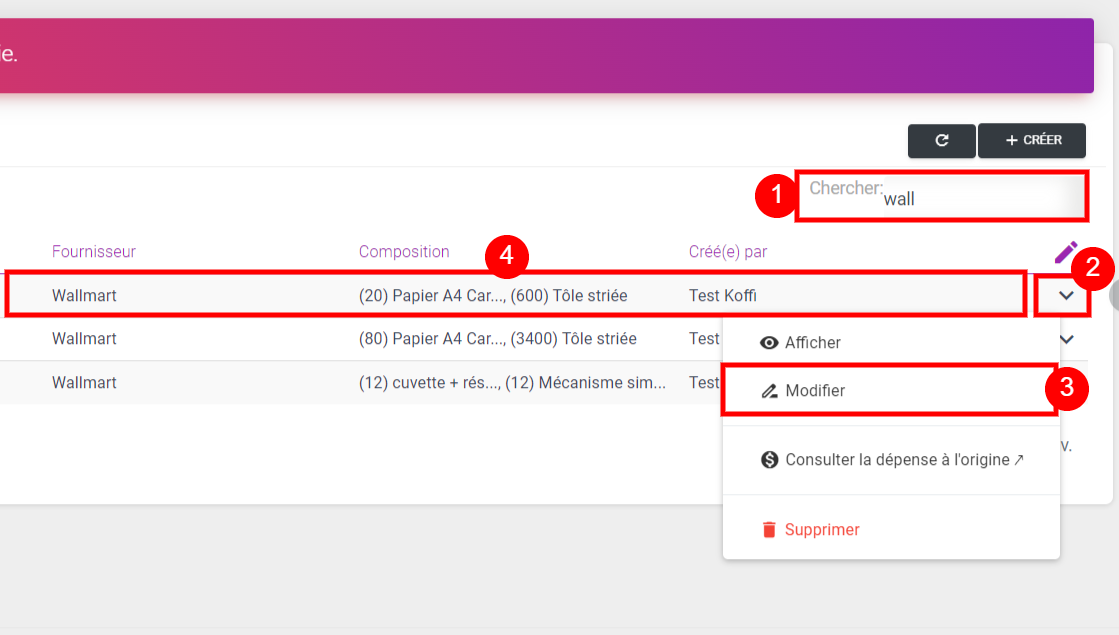 ie.
CRÉER
1
Chercher: wall
Fournisseur Composition 4 Créé(e) par
2
Wallmart (20) Papier A4 Car..., (600) Tôle striée Test Koffi
Wallmart (80) Papier A4 Car..., (3400) Tôle striée Test
Afficher
Wallmart (12) cuvette + rés..., (12) Mécanisme sim... Test
Modifier 3
v.
Consulter la dépense à l'origine ↗
Supprimer